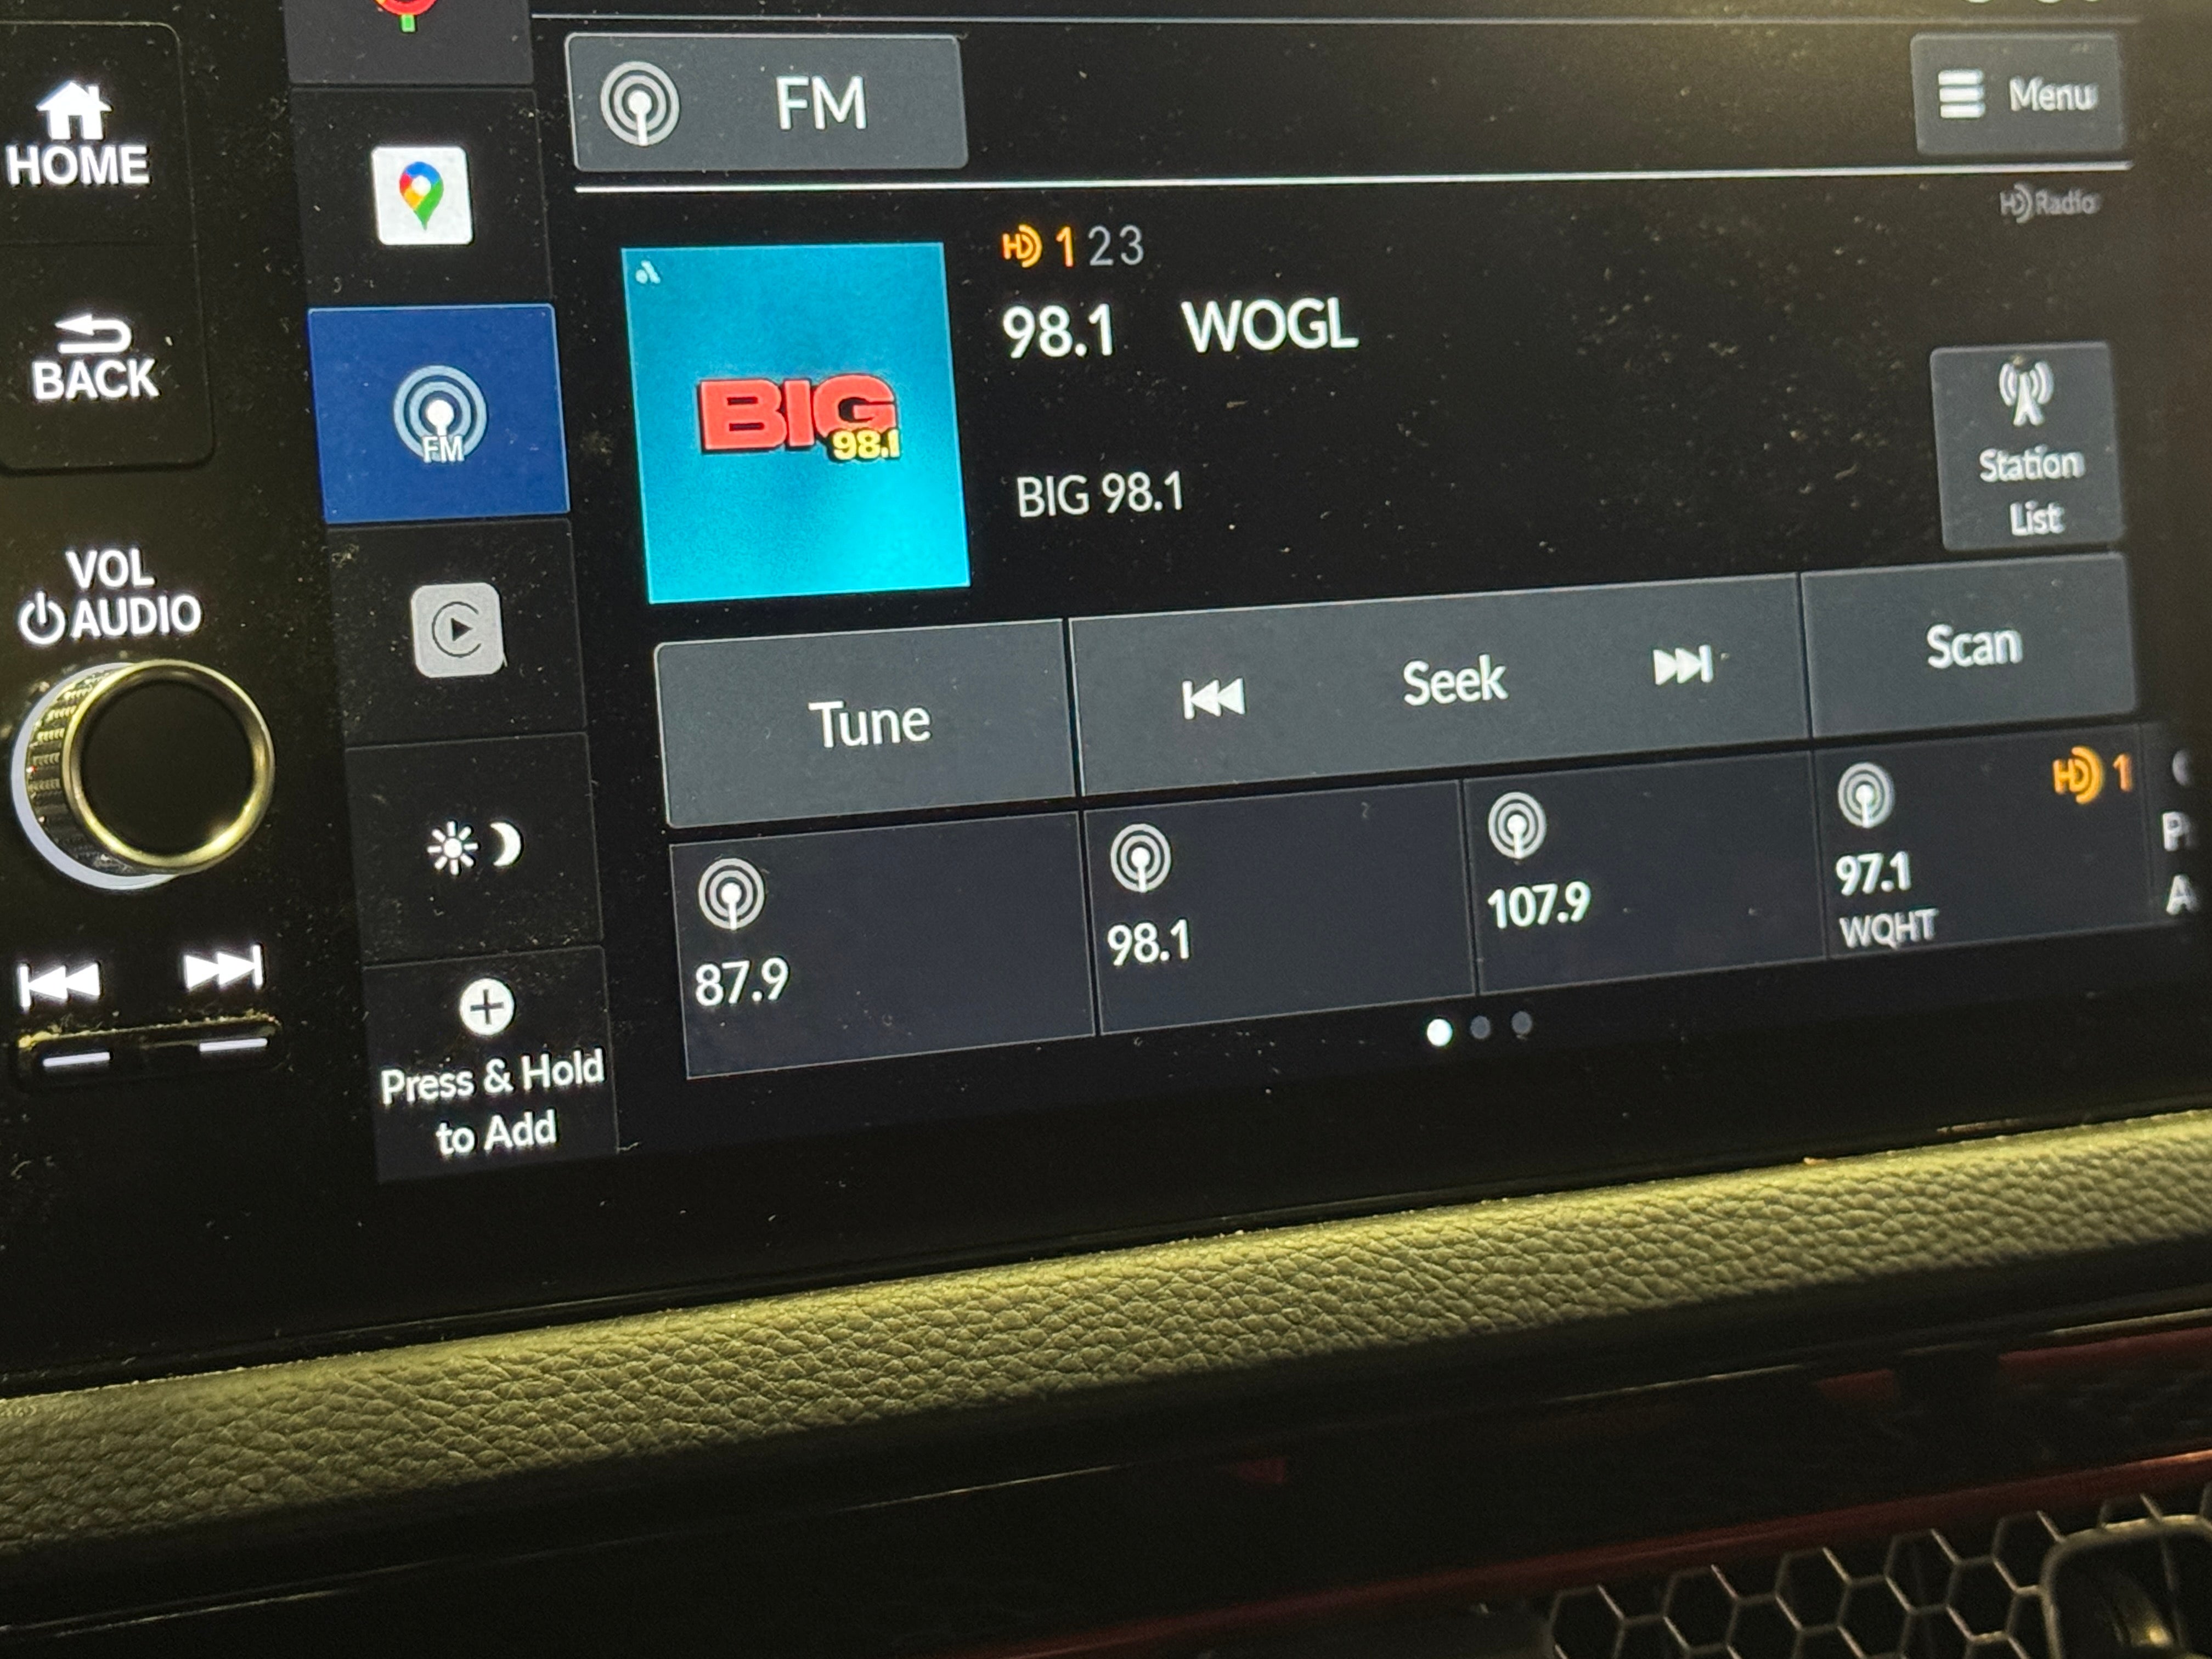 HOME
BACK
VOL
AUDIO
FM
Press & Hold
to Add
FM
Menu
HD Radio
HD 1 2 3
98.1 WOGL
BIG
98.1
BIG 98.1
Station
List
Tune
Seek
Scan
87.9
98.1
107.9
HD 1
97.1
WQHT